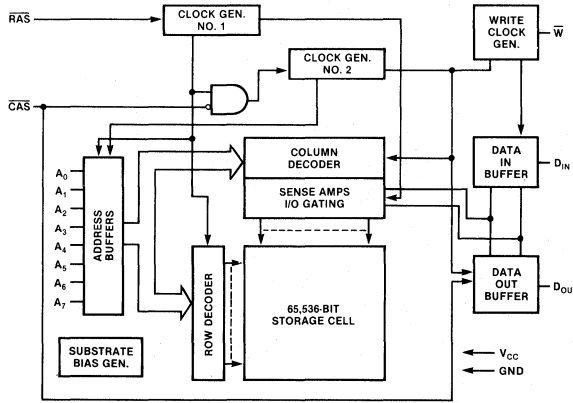 RAS
CLOCK GEN.
NO. 1
WRITE
CLOCK
GEN.
W
CLOCK GEN.
NO. 2
CAS
COLUMN
DECODER
DATA
IN
BUFFER
DIN
SENSE AMPS
I/O GATING
A0
A1
A2
A3
A4
A5
A6
A7
ADDRESS
BUFFERS
ROW DECODER
65,536-BIT
STORAGE CELL
DATA
OUT
BUFFER
DOU
SUBSTRATE
BIAS GEN.
VCC
GND